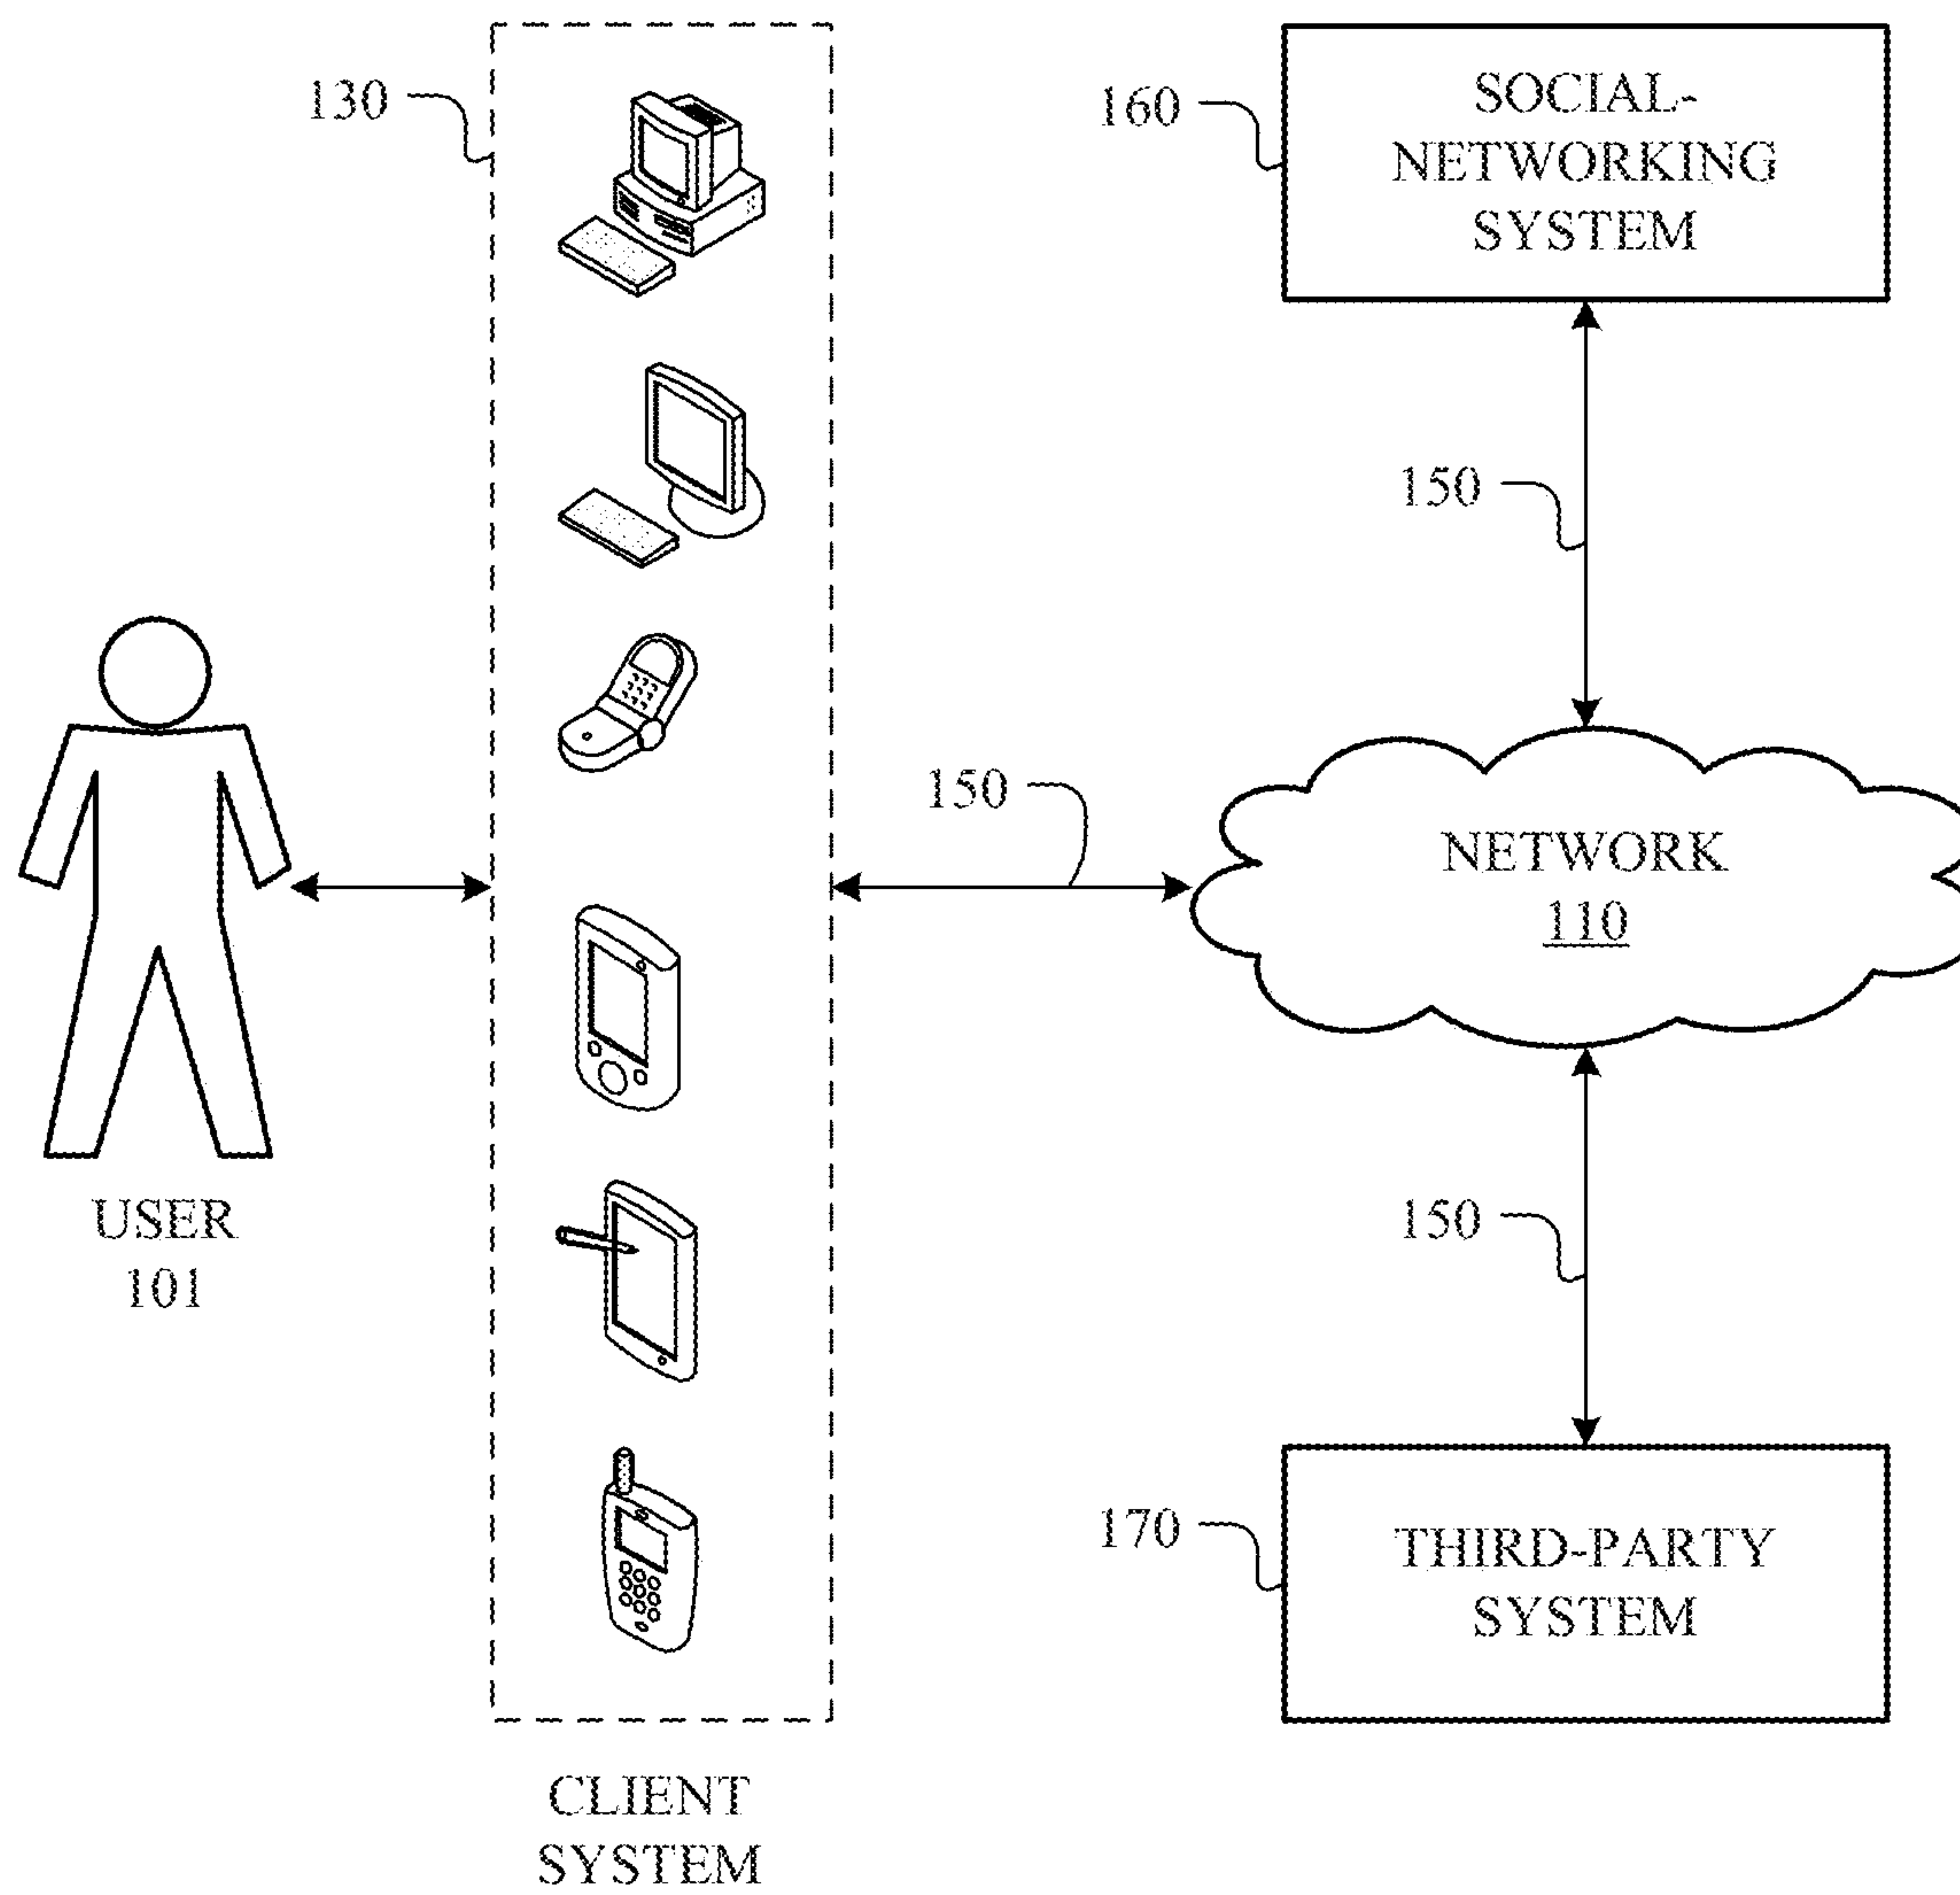 130
160
SOCIAL-
NETWORKING
SYSTEM
150
150
NETWORK
110
USER
101
150
170
THIRD-PARTY
SYSTEM
CLIENT
SYSTEM